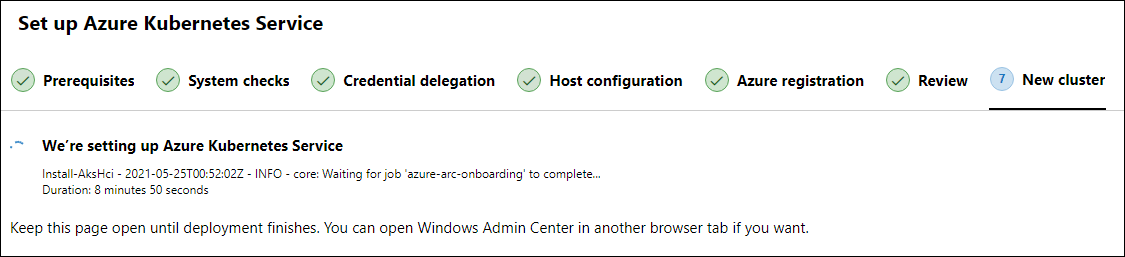 Set up Azure Kubernetes Service
Prerequisites System checks Credential delegation Host configuration Azure registration Review 7 New cluster
We're setting up Azure Kubernetes Service
Install-AksHci - 2021-05-25T00:52:02Z - INFO - core: Waiting for job 'azure-arc-onboarding' to complete...
Duration: 8 minutes 50 seconds
Keep this page open until deployment finishes. You can open Windows Admin Center in another browser tab if you want.